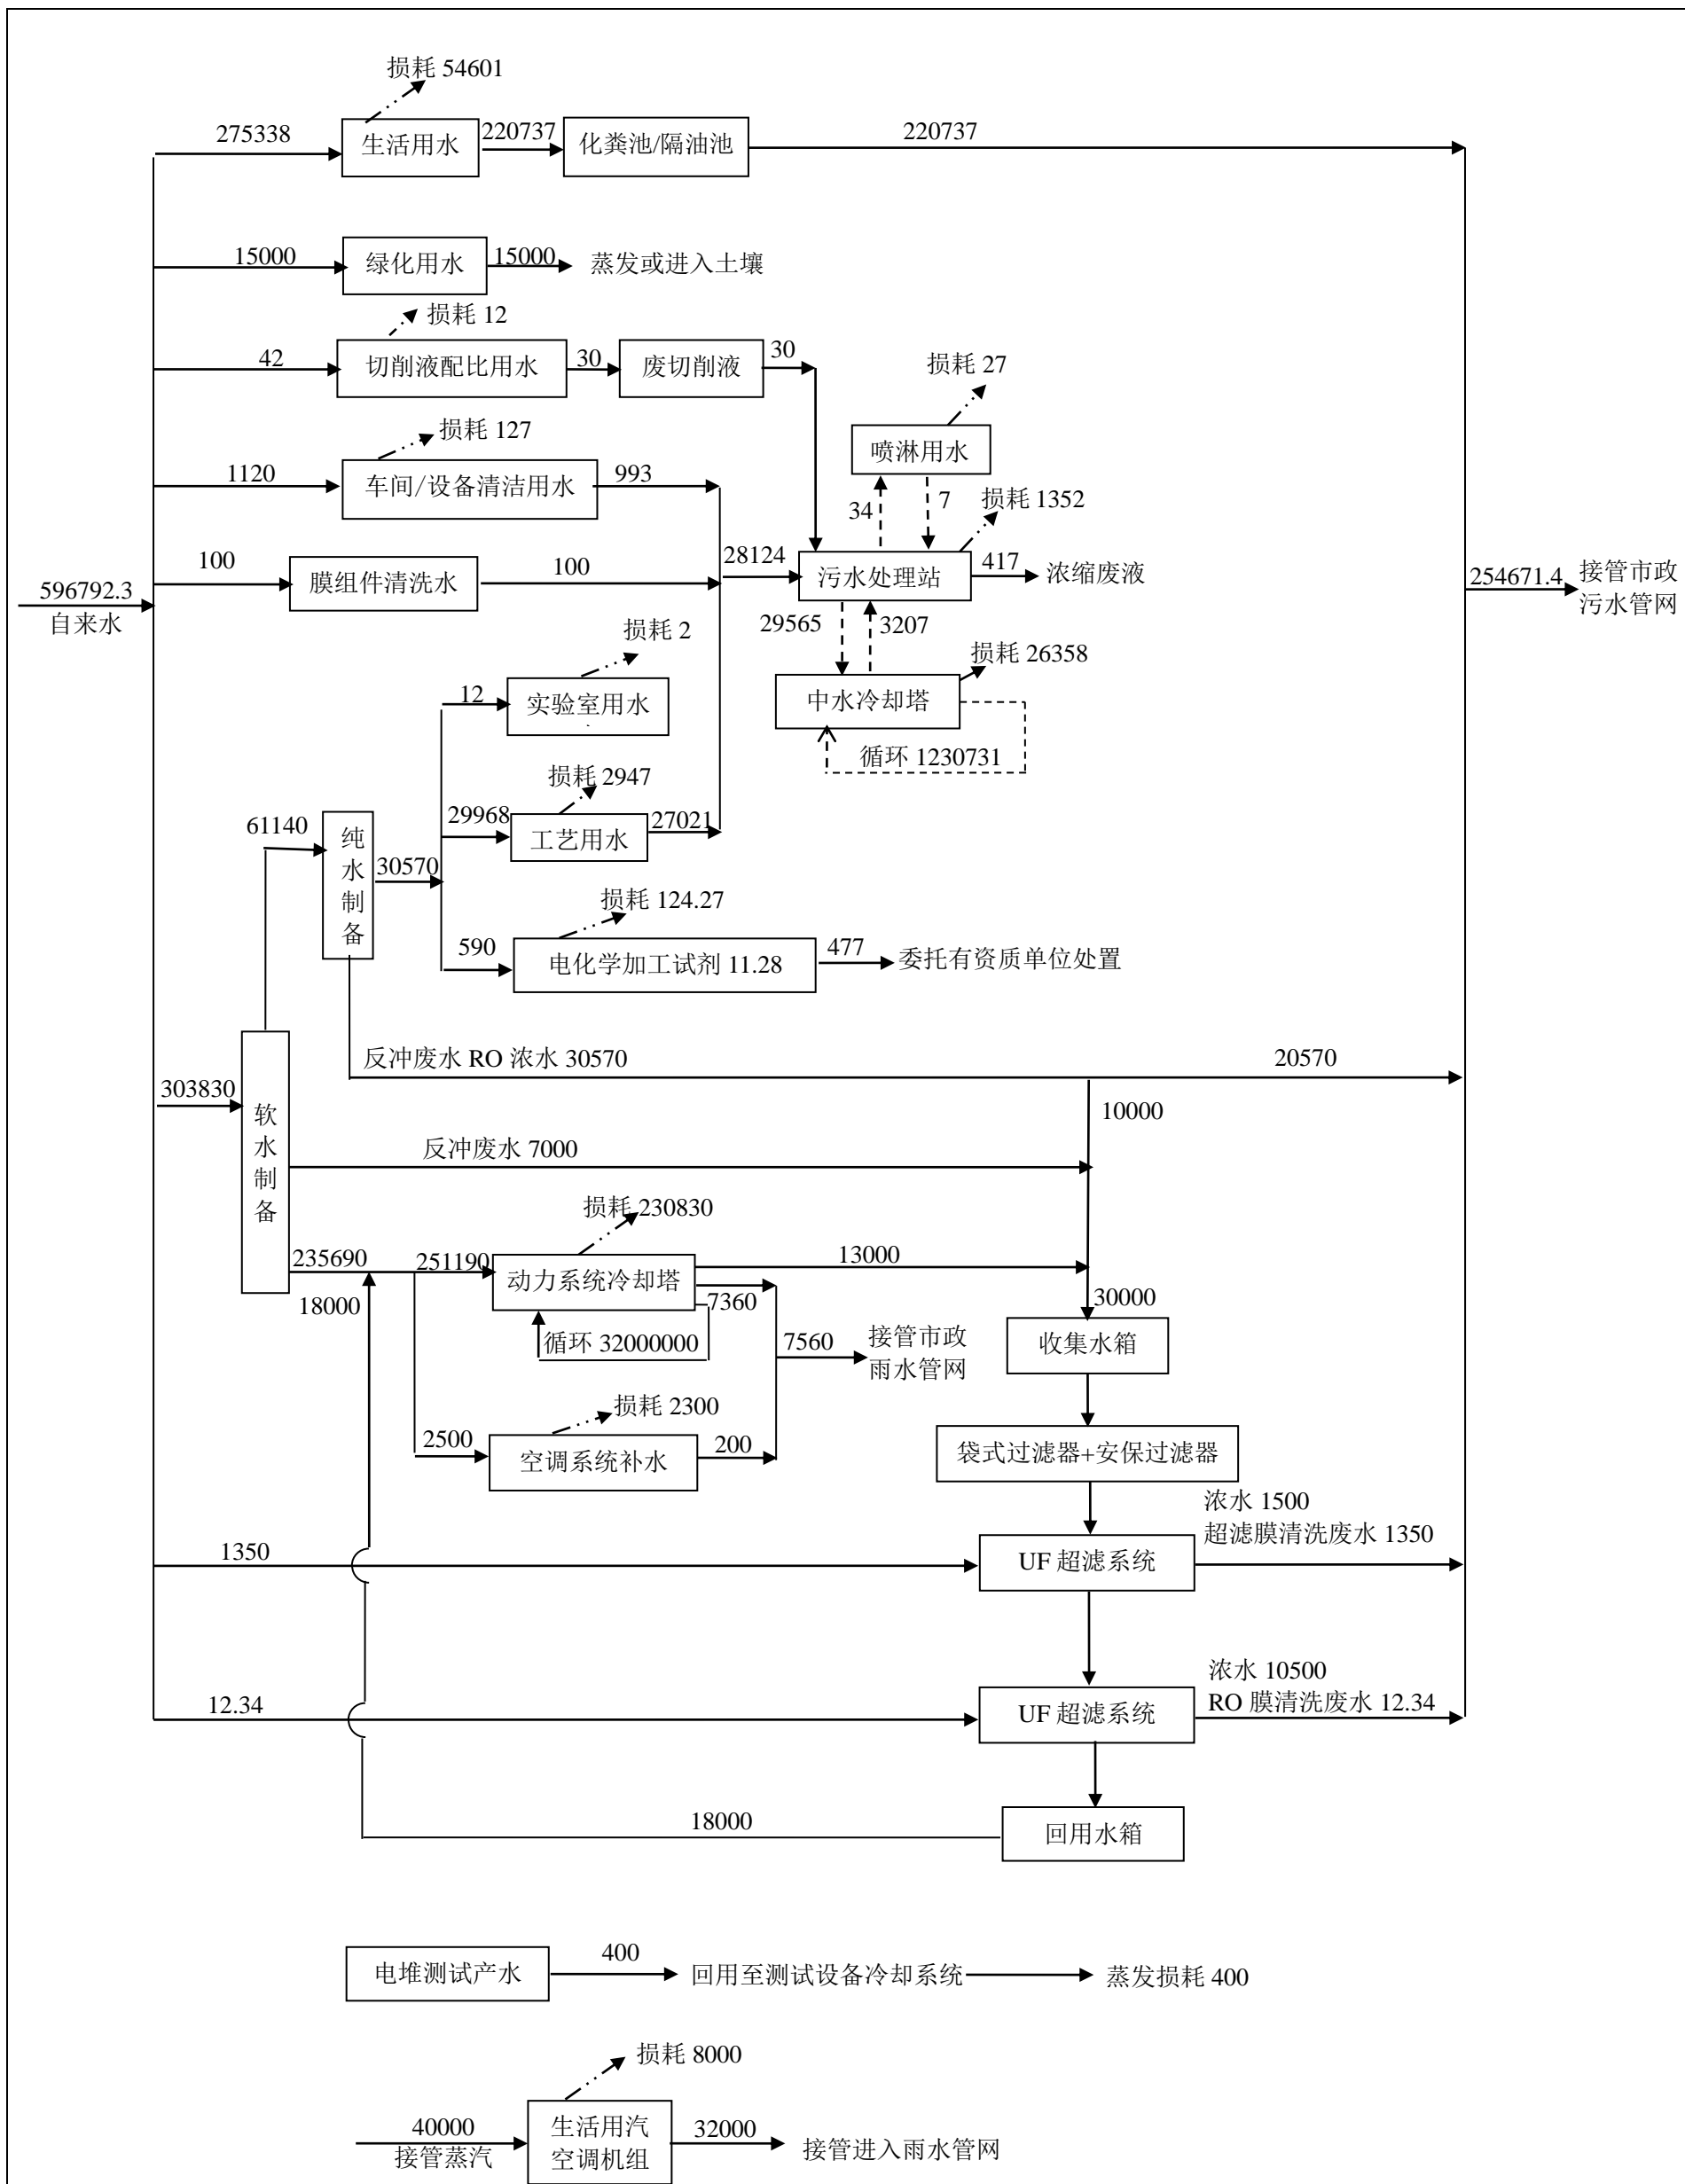 损耗 54601
275338
生活用水
220737
化粪池/隔油池
220737
15000
绿化用水
15000
蒸发或进入土壤
损耗 12
42
切削液配比用水
30
废切削液
30
损耗 27
喷淋用水
损耗 127
1120
车间/设备清洁用水
993
34
7
损耗 1352
100
膜组件清洗水
100
28124
污水处理站
417
浓缩废液
596792.3
自来水
254671.4
接管市政
污水管网
29565
3207
损耗 2
损耗 26358
12
实验室用水
中水冷却塔
循环 1230731
损耗 2947
61140
纯水制备
30570
29968
工艺用水
27021
损耗 124.27
590
电化学加工试剂 11.28
477
委托有资质单位处置
反冲废水 RO 浓水 30570
20570
303830
软水制备
10000
反冲废水 7000
损耗 230830
235690
251190
动力系统冷却塔
13000
18000
7360
30000
循环 32000000
7560
接管市政
雨水管网
收集水箱
损耗 2300
2500
空调系统补水
200
袋式过滤器+安保过滤器
浓水 1500
超滤膜清洗废水 1350
1350
UF 超滤系统
浓水 10500
RO 膜清洗废水 12.34
12.34
UF 超滤系统
18000
回用水箱
电堆测试产水
400
回用至测试设备冷却系统
蒸发损耗 400
损耗 8000
40000
接管蒸汽
生活用汽
空调机组
32000
接管进入雨水管网